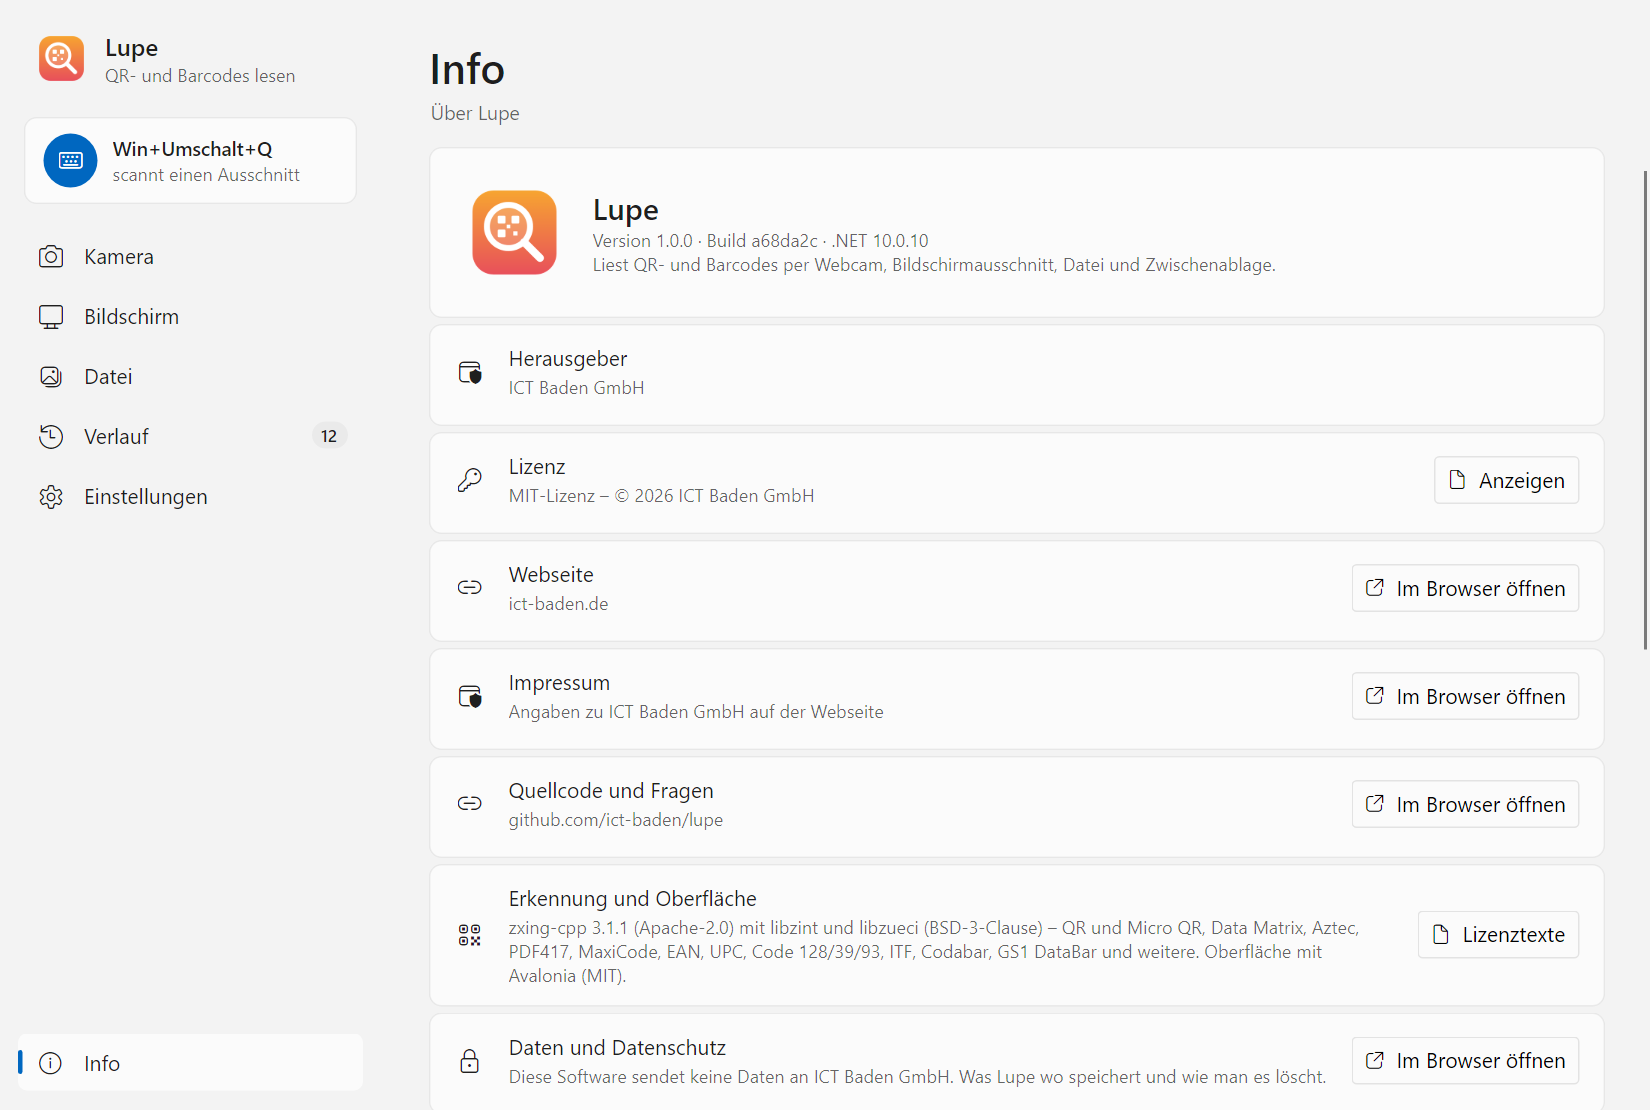 Lupe
QR- und Barcodes lesen
Win+Umschalt+Q
scannt einen Ausschnitt
Kamera
Bildschirm
Datei
Verlauf
12
Einstellungen
Info
Info
Über Lupe
Lupe
Version 1.0.0 · Build a68da2c · .NET 10.0.10
Liest QR- und Barcodes per Webcam, Bildschirmausschnitt, Datei und Zwischenablage.
Herausgeber
ICT Baden GmbH
Lizenz
MIT-Lizenz – © 2026 ICT Baden GmbH
Anzeigen
Webseite
ict-baden.de
Im Browser öffnen
Impressum
Angaben zu ICT Baden GmbH auf der Webseite
Im Browser öffnen
Quellcode und Fragen
github.com/ict-baden/lupe
Im Browser öffnen
Erkennung und Oberfläche
zxing-cpp 3.1.1 (Apache-2.0) mit libzint und libzueci (BSD-3-Clause) – QR und Micro QR, Data Matrix, Aztec,
PDF417, MaxiCode, EAN, UPC, Code 128/39/93, ITF, Codabar, GS1 DataBar und weitere. Oberfläche mit
Avalonia (MIT).
Lizenztexte
Daten und Datenschutz
Diese Software sendet keine Daten an ICT Baden GmbH. Was Lupe wo speichert und wie man es löscht.
Im Browser öffnen